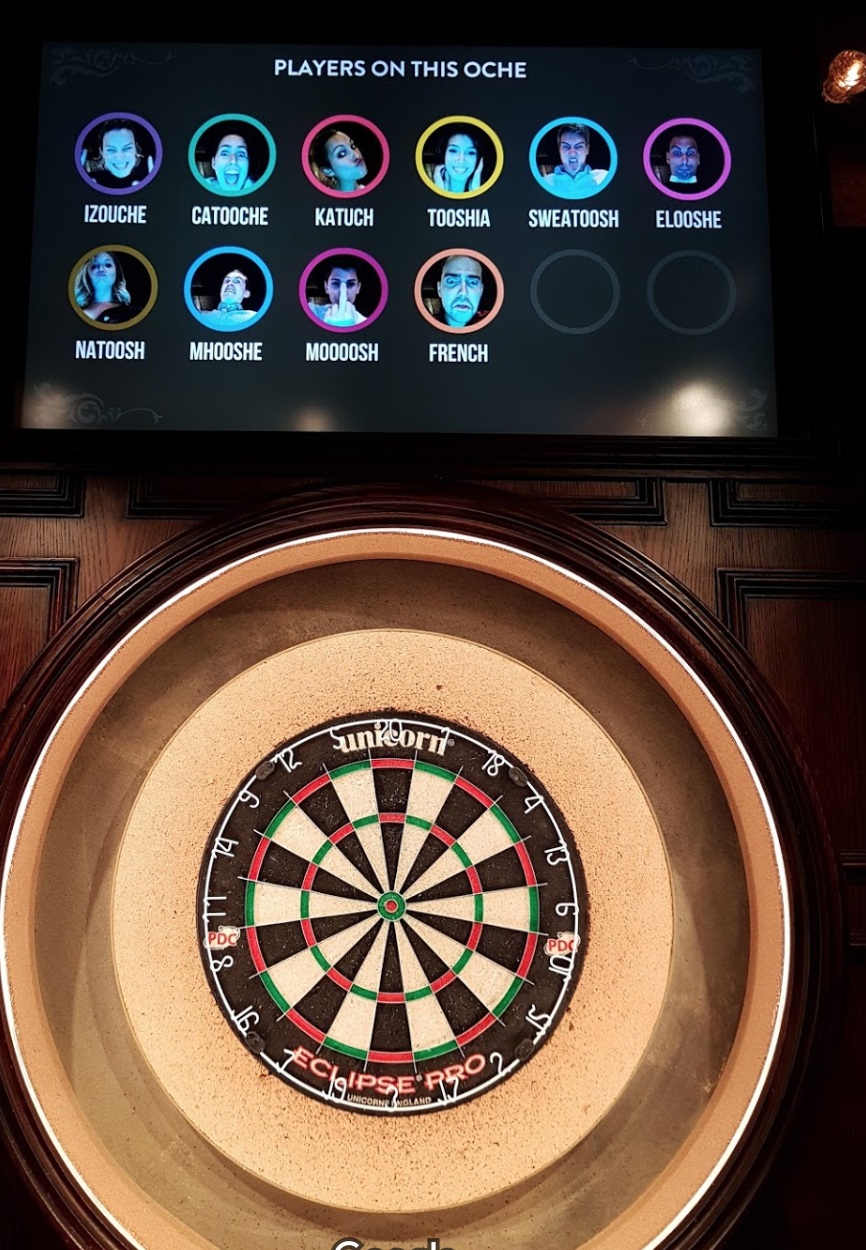 PLAYERS ON THIS OCHE
IZOUCHE CATOOCHE KATUCH TOOSHIA SWEATOOSH ELOOSHE
NATOOSH MHOOSHE MOOOOSH FRENCH
unicorn
20 1 18 4 13 6 10 15 2 17 3 19 7 16 8 11 14 9 12
PDC PDC
ECLIPSE PRO
UNICORN ENGLAND
Google